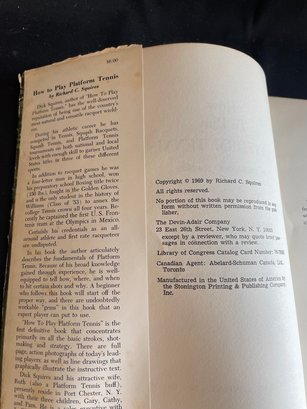 $6.00
How to Play Platform Tennis
by Richard C. Squires
Dick Squires, author of "How To Play
Platform Tennis" has the well-deserved
reputation of being one of the country's
most natural and versatile racket wield-
ers.
During his athletic career he has
competed in Tennis, Squash Racquets,
Squash Tennis, and Platform Tennis
tournaments on both national and local
levels with enough skill to garner United
States titles in three of these different
sports.
In addition to racquet games he was
a four-letter man in high school, won
his preparatory school Boxing title twice
fought in the Golden Gloves,
and is the only student in the history of
Williams (Class of '53) to annex the
college Tennis crown all four years. Re-
cently he captained the first U.S. Fron-
tenis team at the Olympics in Mexico.
Certainly his credentials as an all-
around athlete and first rate racqueteer
are undisputed.
In his book the author articulately
describes the fundamentals of Platform
Tennis. Because of his broad knowledge
gained through experience, he is well-
equipped to tell how, where, and when
to hit certain shots and why. A beginner
who follows this book will start off the
proper way, and there are undoubtedly
workable "gems" in this book that an
expert player can put to use.
"How To Play Platform Tennis" is the
first definitive book that concentrates
primarily on all the basic strokes, shot-
making and strategy. There are full
page, action photographs of today's lead-
ing players, as well as line drawings that
graphically illustrate the instructive text.
Dick Squires and his attractive wife,
Ruth (also a Platform Tennis buff),
presently reside in Port Chester, N. Y.
with their three children, Gary, Cathy,
and Pam. He is a sales executive with
Copyright © 1969 by Richard C. Squires
All rights reserved.
No portion of this book may be reproduced in any
form without written permission from the pub-
lisher,
The Devin-Adair Company
23 East 26th Street, New York, N. Y. 10010
except by a reviewer, who may quote brief pas-
sages in connection with a review.
Library of Congress Catalog Card Number:
Canadian Agent: Abelard-Schuman Canada, Ltd.
Toronto
Manufactured in the United States of America by
the Stonington Printing & Publishing Company,
Inc.